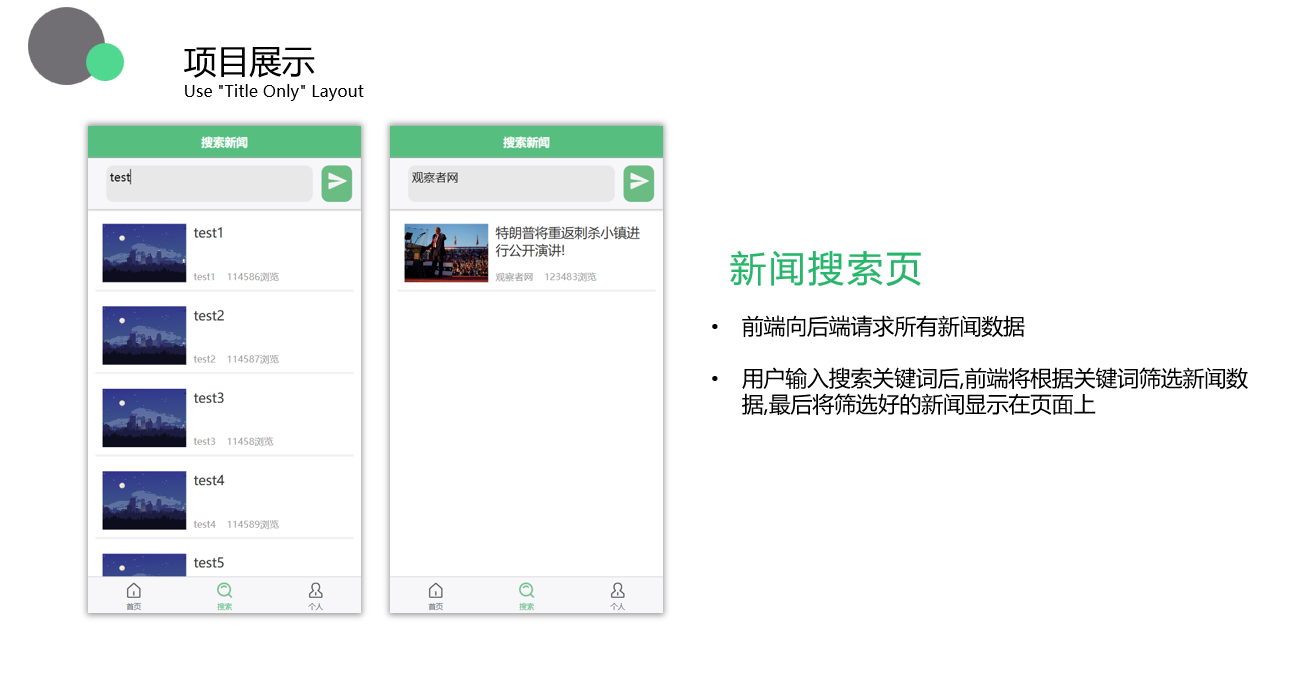 项目展示
Use "Title Only" Layout
搜索新闻
test
test1
test1 114586浏览
test2
test2 114587浏览
test3
test3 11458浏览
test4
test4 114589浏览
test5
首页 搜索 个人
搜索新闻
观察者网
特朗普将重返刺杀小镇进
行公开演讲!
观察者网 123483浏览
首页 搜索 个人
新闻搜索页
• 前端向后端请求所有新闻数据
• 用户输入搜索关键词后,前端将根据关键词筛选新闻数
据,最后将筛选好的新闻显示在页面上